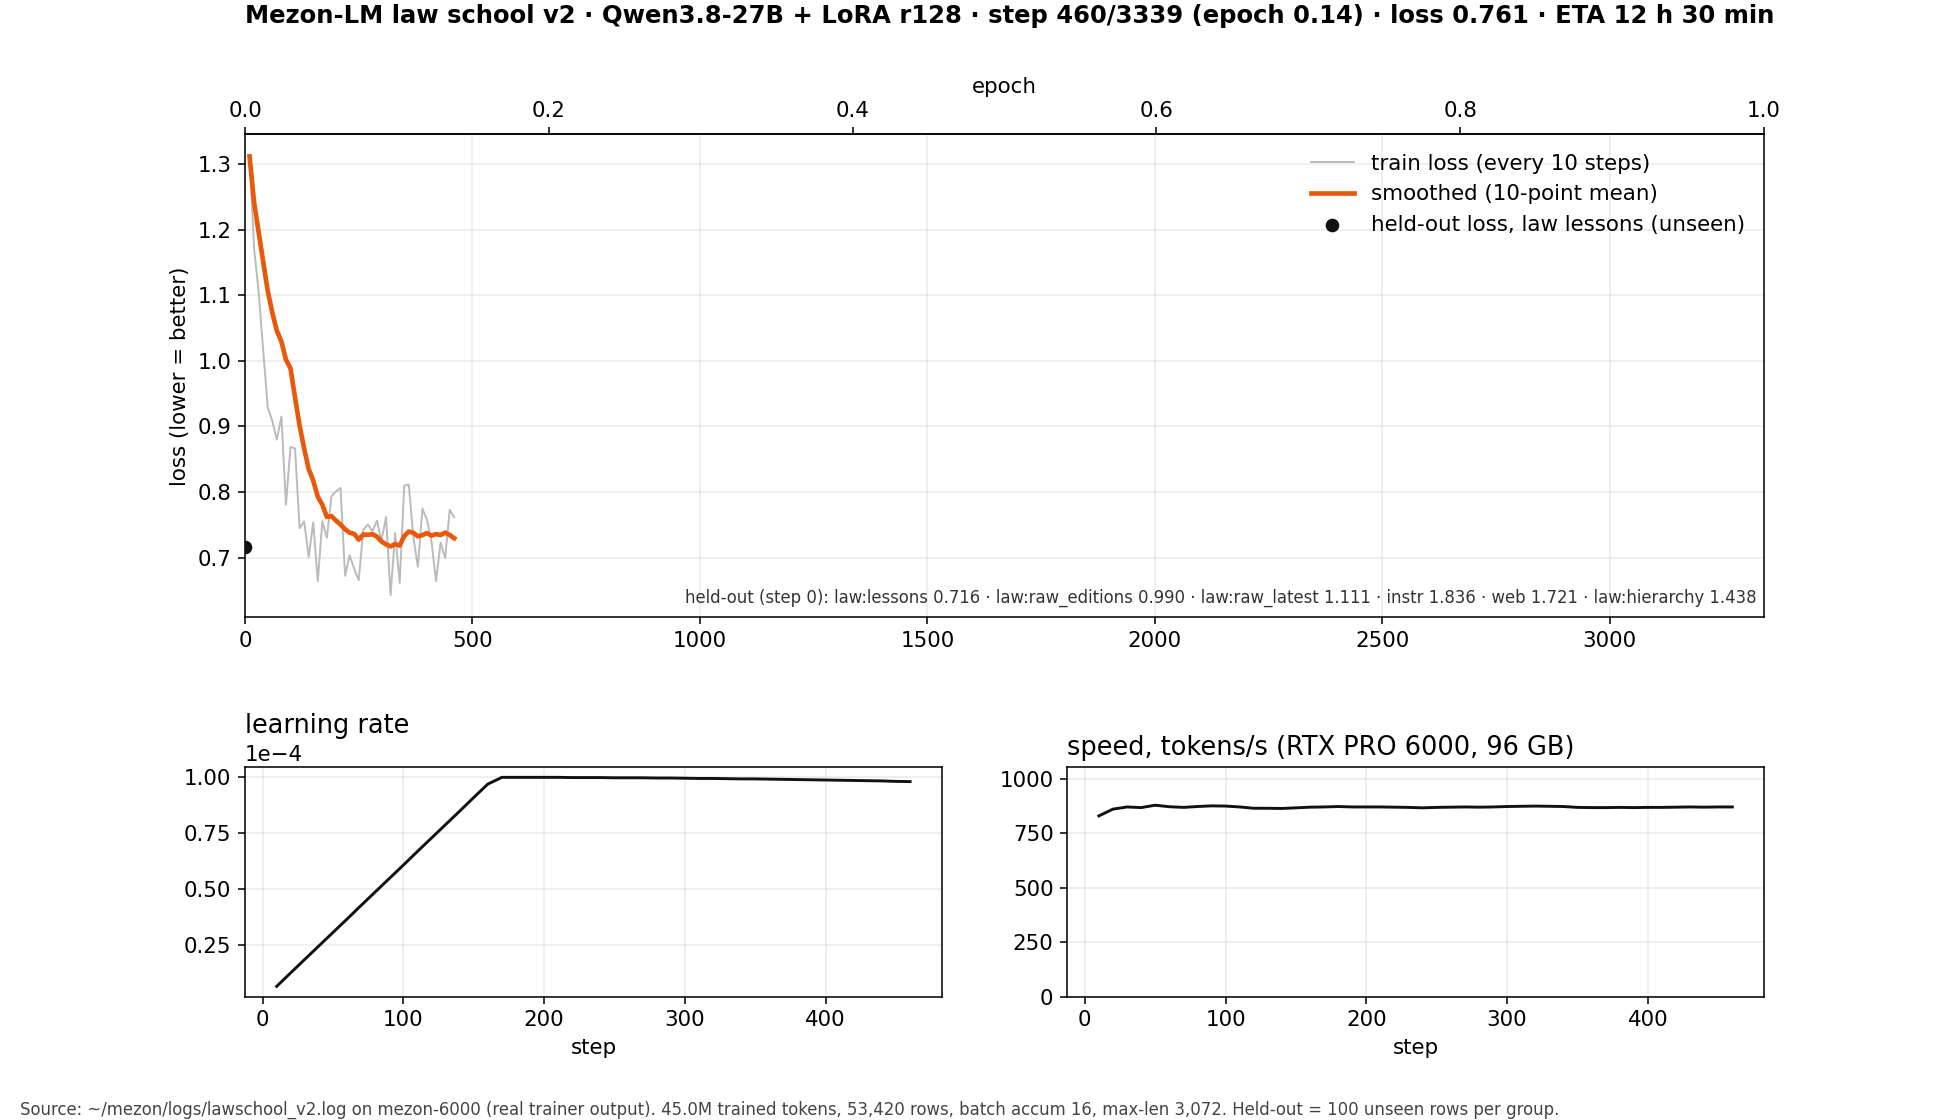 Mezon-LM law school v2 · Qwen3.8-27B + LoRA r128 · step 460/3339 (epoch 0.14) · loss 0.761 · ETA 12 h 30 min
epoch
0.0 0.2 0.4 0.6 0.8 1.0
loss (lower = better)
1.3
1.2
1.1
1.0
0.9
0.8
0.7
train loss (every 10 steps)
smoothed (10-point mean)
held-out loss, law lessons (unseen)
held-out (step 0): law:lessons 0.716 · law:raw_editions 0.990 · law:raw_latest 1.111 · instr 1.836 · web 1.721 · law:hierarchy 1.438
0 500 1000 1500 2000 2500 3000
learning rate
1e−4
1.00
0.75
0.50
0.25
0 100 200 300 400
step
speed, tokens/s (RTX PRO 6000, 96 GB)
1000
750
500
250
0
0 100 200 300 400
step
Source: ~/mezon/logs/lawschool_v2.log on mezon-6000 (real trainer output). 45.0M trained tokens, 53,420 rows, batch accum 16, max-len 3,072. Held-out = 100 unseen rows per group.